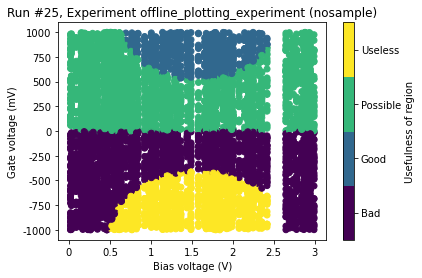 Run #25, Experiment offline_plotting_experiment (nosample)
1000
750
500
250
0
-250
-500
-750
-1000
Gate voltage (mV)
0 0.5 1 1.5 2 2.5 3
Bias voltage (V)
Useless
Possible
Good
Bad
Usefulness of region